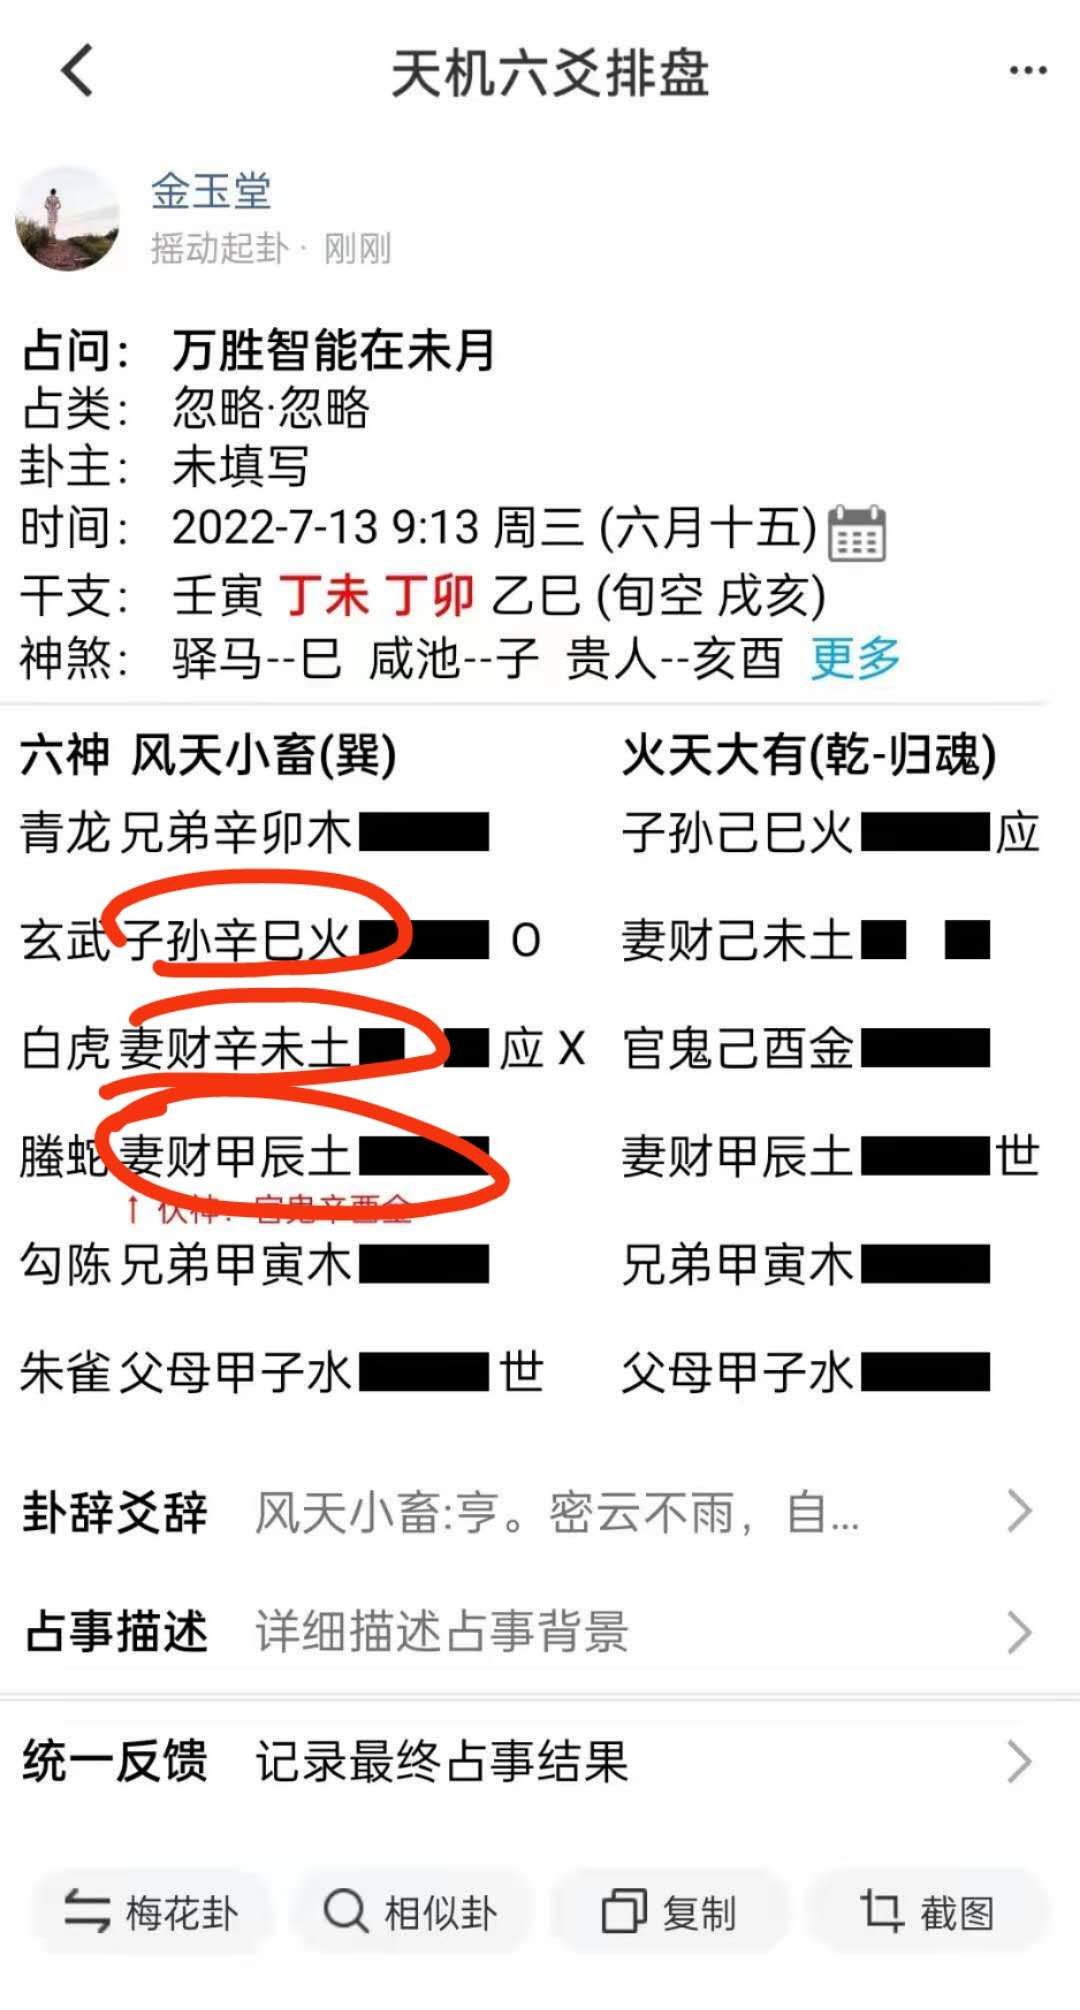 天机六爻排盘
金玉堂
摇动起卦· 刚刚
占问: 万胜智能在未月
占类: 忽略·忽略
卦主: 未填写
时间: 2022-7-13 9:13 周三 (六月十五)
干支: 壬寅 丁未 丁卯 乙巳 (旬空 戌亥)
神煞: 驿马--巳 咸池--子 贵人--亥酉 更多
六神 风天小畜(巽) 火天大有(乾-归魂)
青龙 兄弟辛卯木 子孙己巳火 应
玄武 子孙辛巳火 O 妻财己未土
白虎 妻财辛未土 应 X 官鬼己酉金
螣蛇 妻财甲辰土 妻财甲辰土 世
↑ 伏神: 官鬼辛酉金
勾陈 兄弟甲寅木 兄弟甲寅木
朱雀 父母甲子水 世 父母甲子水
卦辞爻辞 风天小畜:亨。密云不雨，自...
占事描述 详细描述占事背景
统一反馈 记录最终占事结果
梅花卦 相似卦 复制 截图